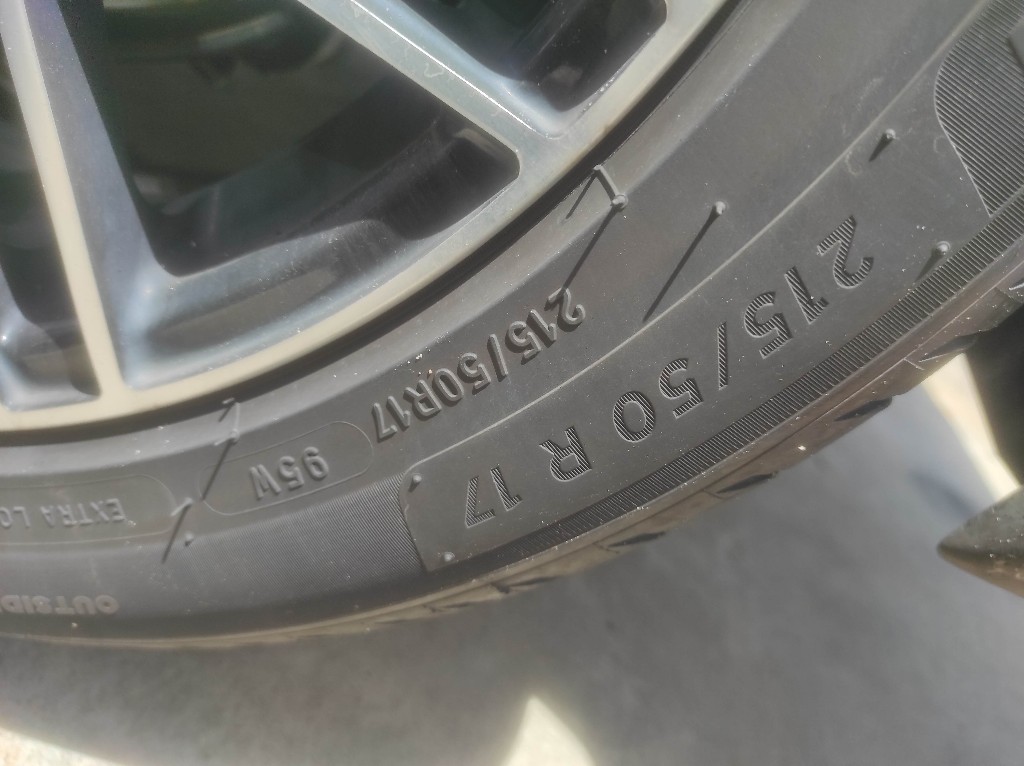 215/50 R 17
215/50R17
95W
EXTRA LO
OUTSID